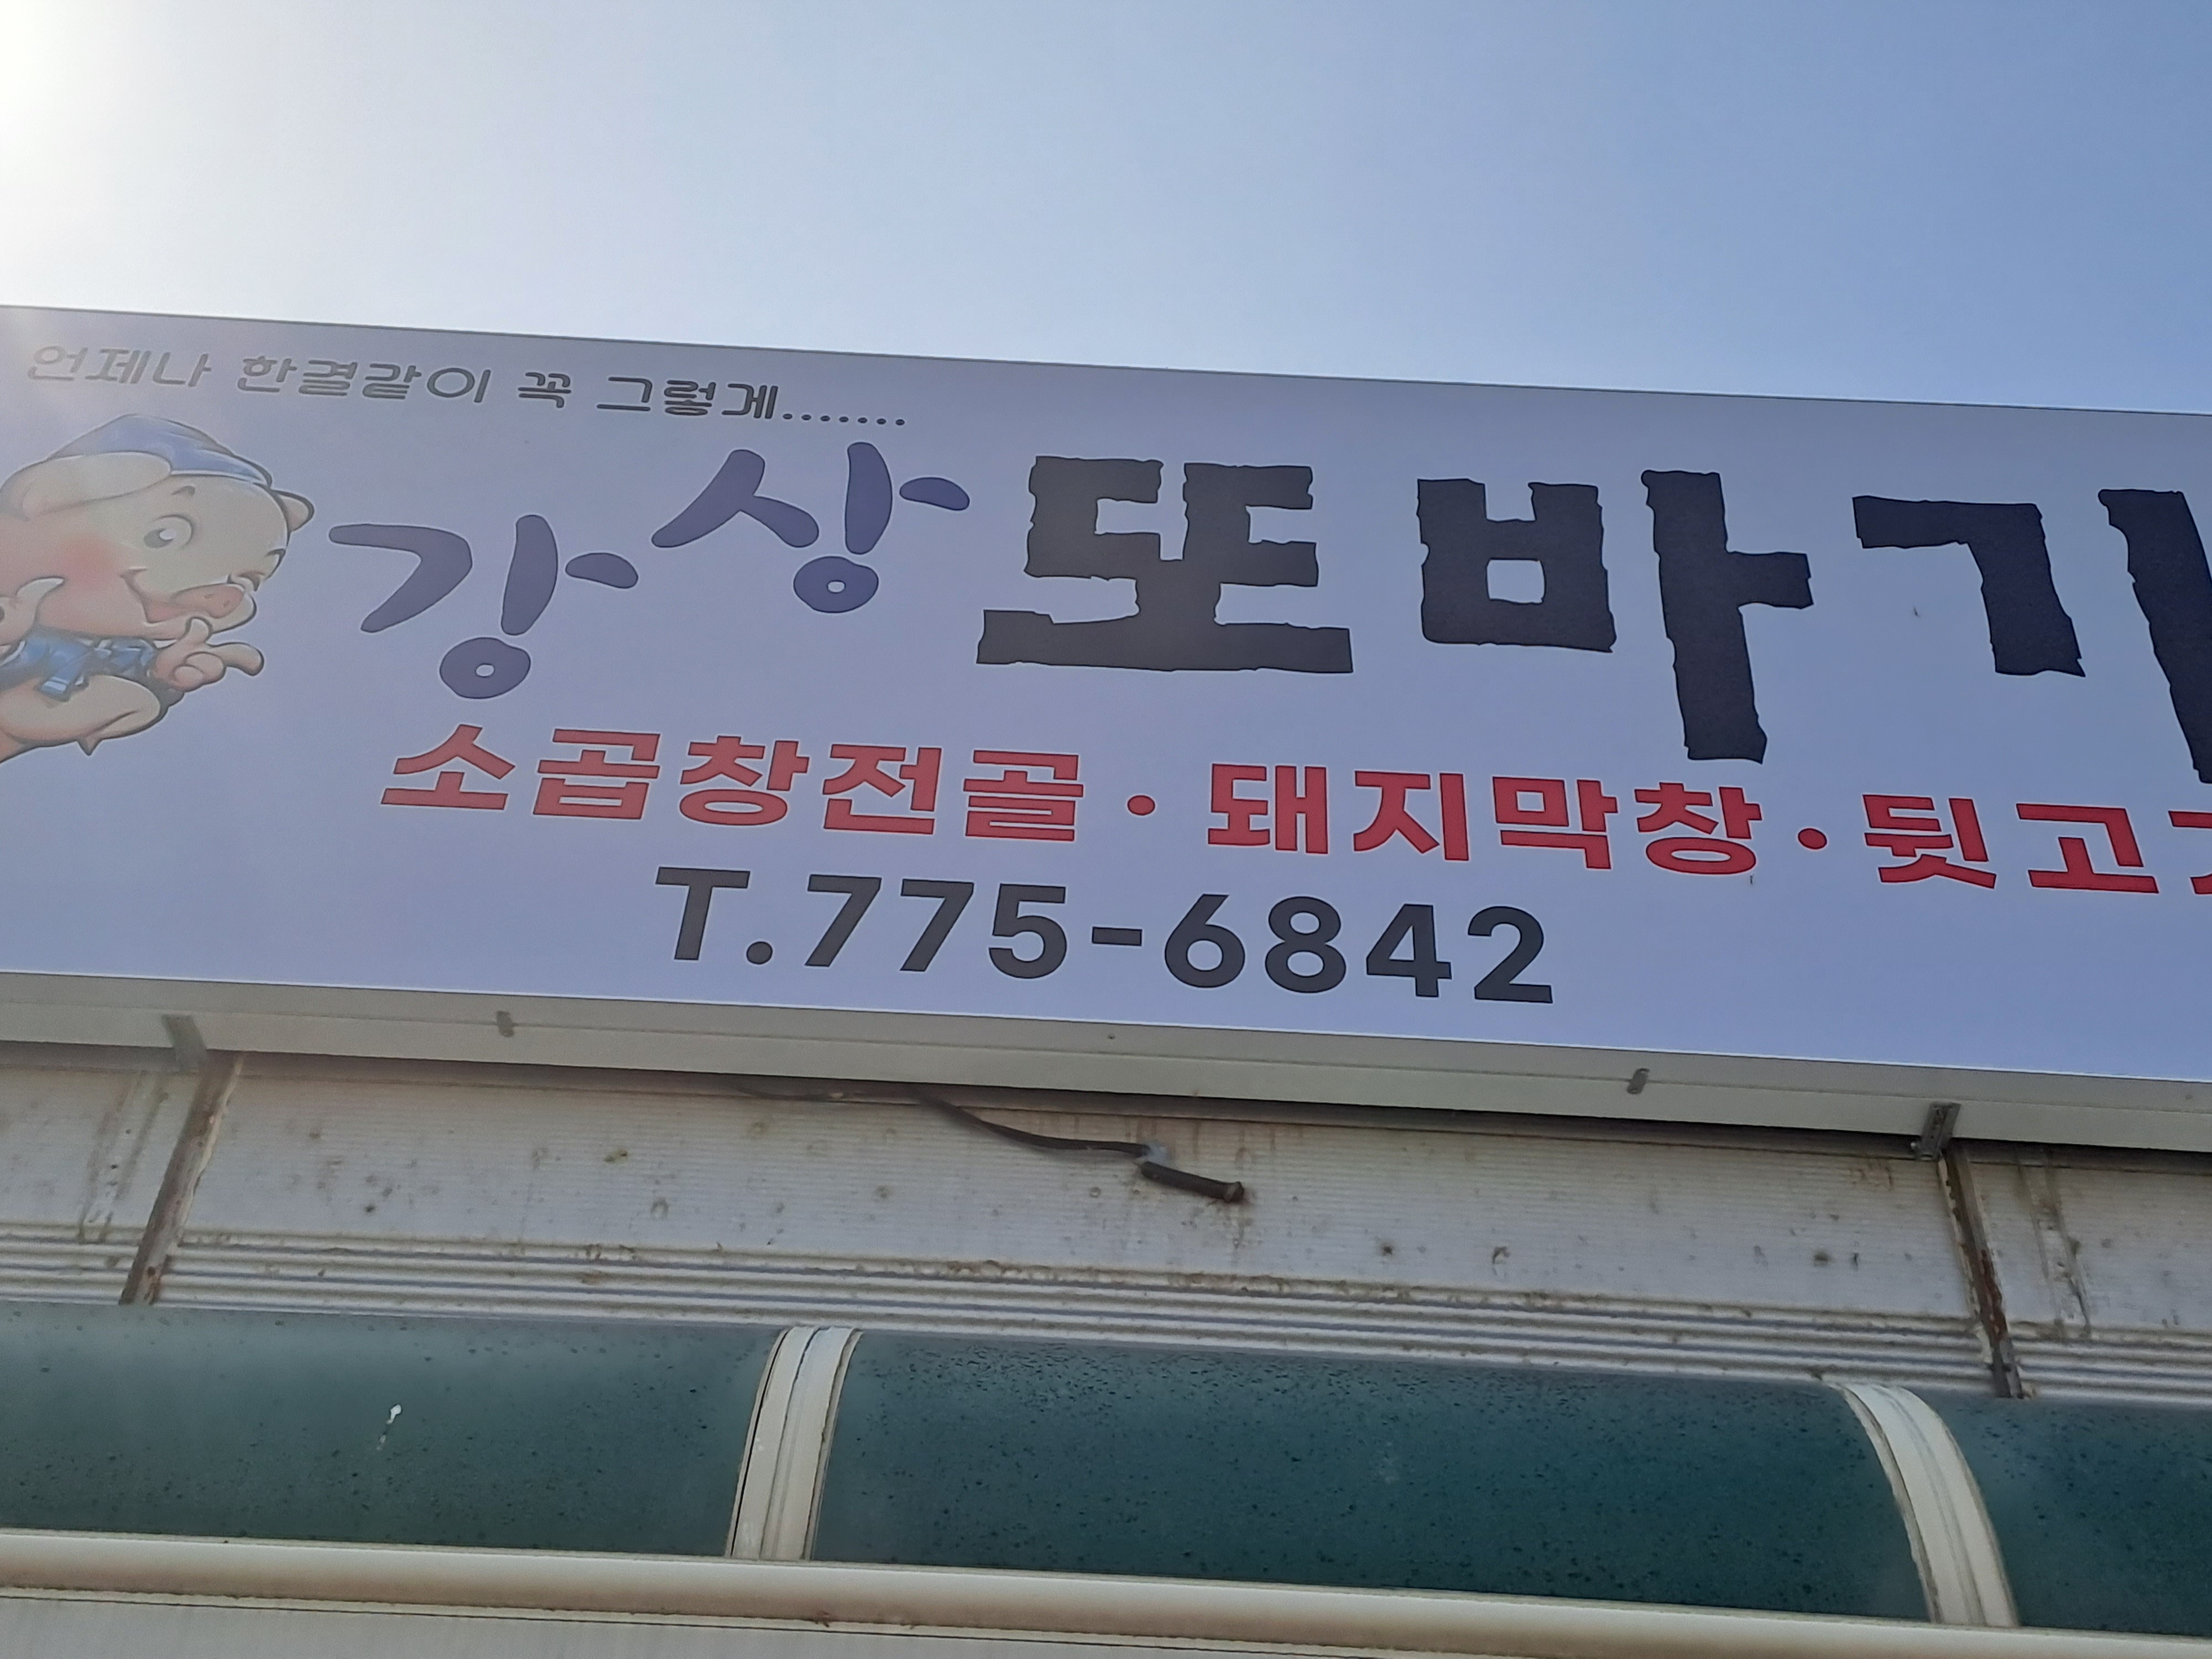 언제나 한결같이 꼭 그렇게.......
강상 또바기
소곱창전골·돼지막창·뒷고
T.775-6842